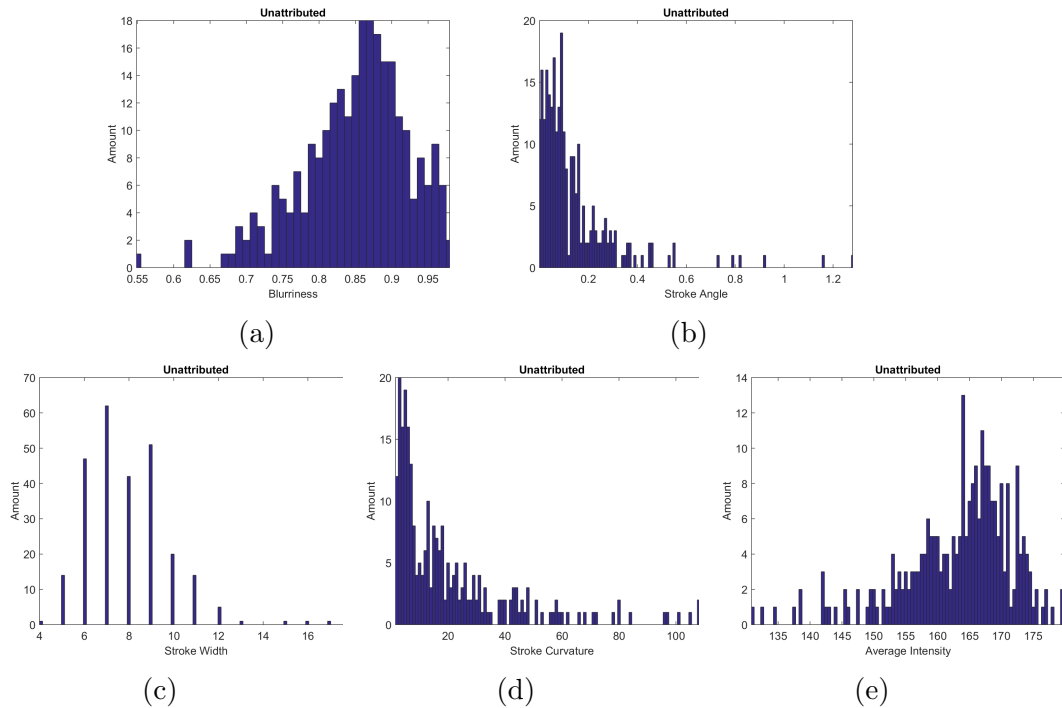 Unattributed
18
16
14
12
10
8
6
4
2
0
Amount
0.55 0.6 0.65 0.7 0.75 0.8 0.85 0.9 0.95
Blurriness
(a)
Unattributed
20
15
10
5
0
Amount
0.2 0.4 0.6 0.8 1 1.2
Stroke Angle
(b)
Unattributed
70
60
50
40
30
20
10
0
Amount
4 6 8 10 12 14 16
Stroke Width
(c)
Unattributed
20
15
10
5
0
Amount
20 40 60 80 100
Stroke Curvature
(d)
Unattributed
14
12
10
8
6
4
2
0
Amount
135 140 145 150 155 160 165 170 175
Average Intensity
(e)